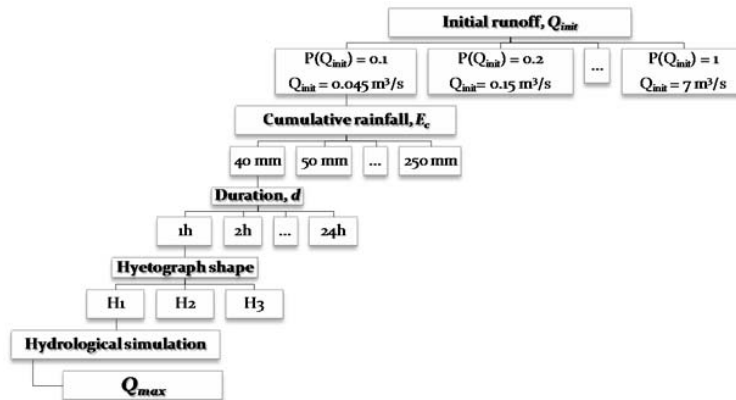 Initial runoff, Qinit
P(Qinit) = 0.1
Qinit = 0.045 m³/s
P(Qinit) = 0.2
Qinit= 0.15 m³/s
...
P(Qinit) = 1
Qinit = 7 m³/s
Cumulative rainfall, Ec
40 mm
50 mm
...
250 mm
Duration, d
1h
2h
...
24h
Hyetograph shape
H1
H2
H3
Hydrological simulation
Qmax